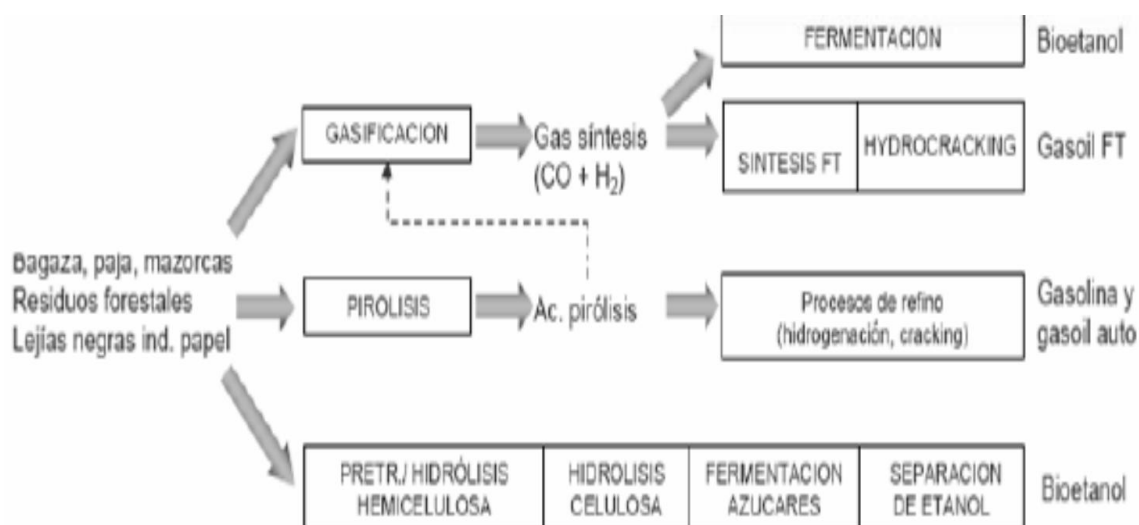 FERMENTACION
Bioetanol
GASIFICACION
Gas síntesis
(CO + H2)
SINTESIS FT
HYDROCRACKING
Gasoil FT
Bagaza, paja, mazorcas
Residuos forestales
Lejías negras ind. papel
PIROLISIS
Ac. pirólisis
Procesos de refino
(hidrogenación, cracking)
Gasolina y
gasoil auto
PRETR./ HIDRÓLISIS
HEMICELULOSA
HIDROLISIS
CELULOSA
FERMENTACION
AZUCARES
SEPARACION
DE ETANOL
Bioetanol